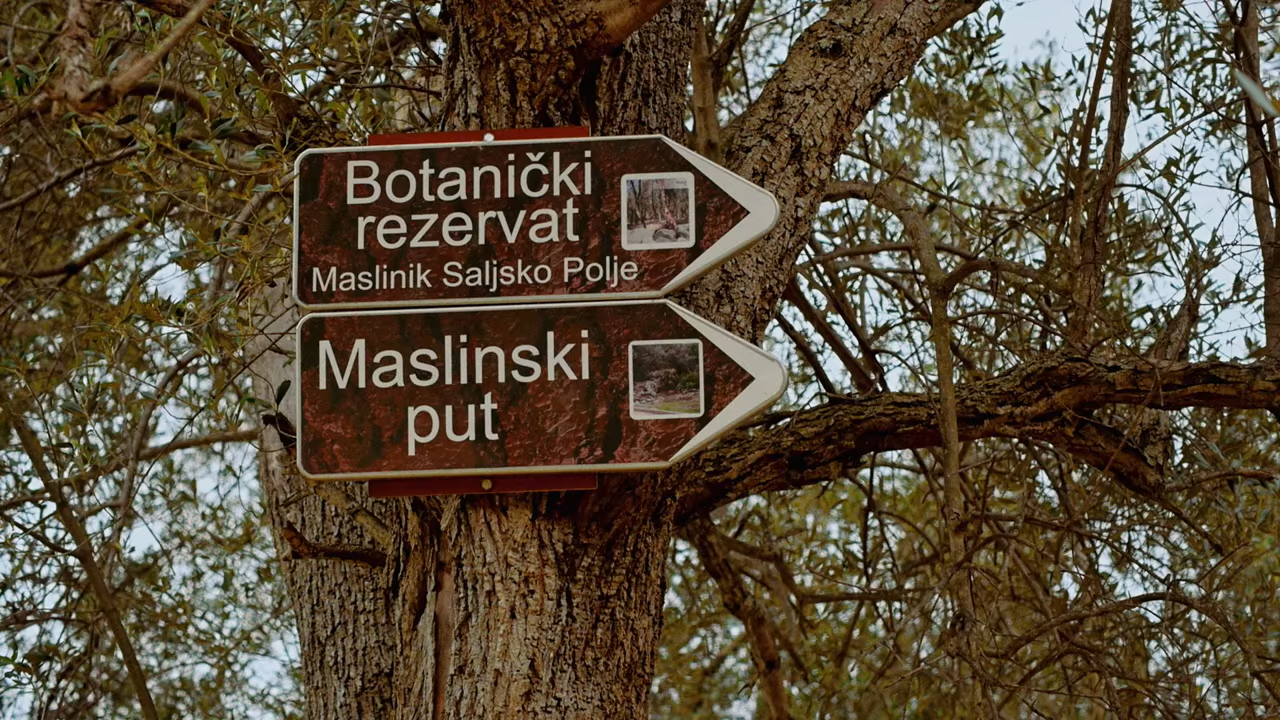 Botanički
rezervat
Maslinik Saljsko Polje
Maslinski
put